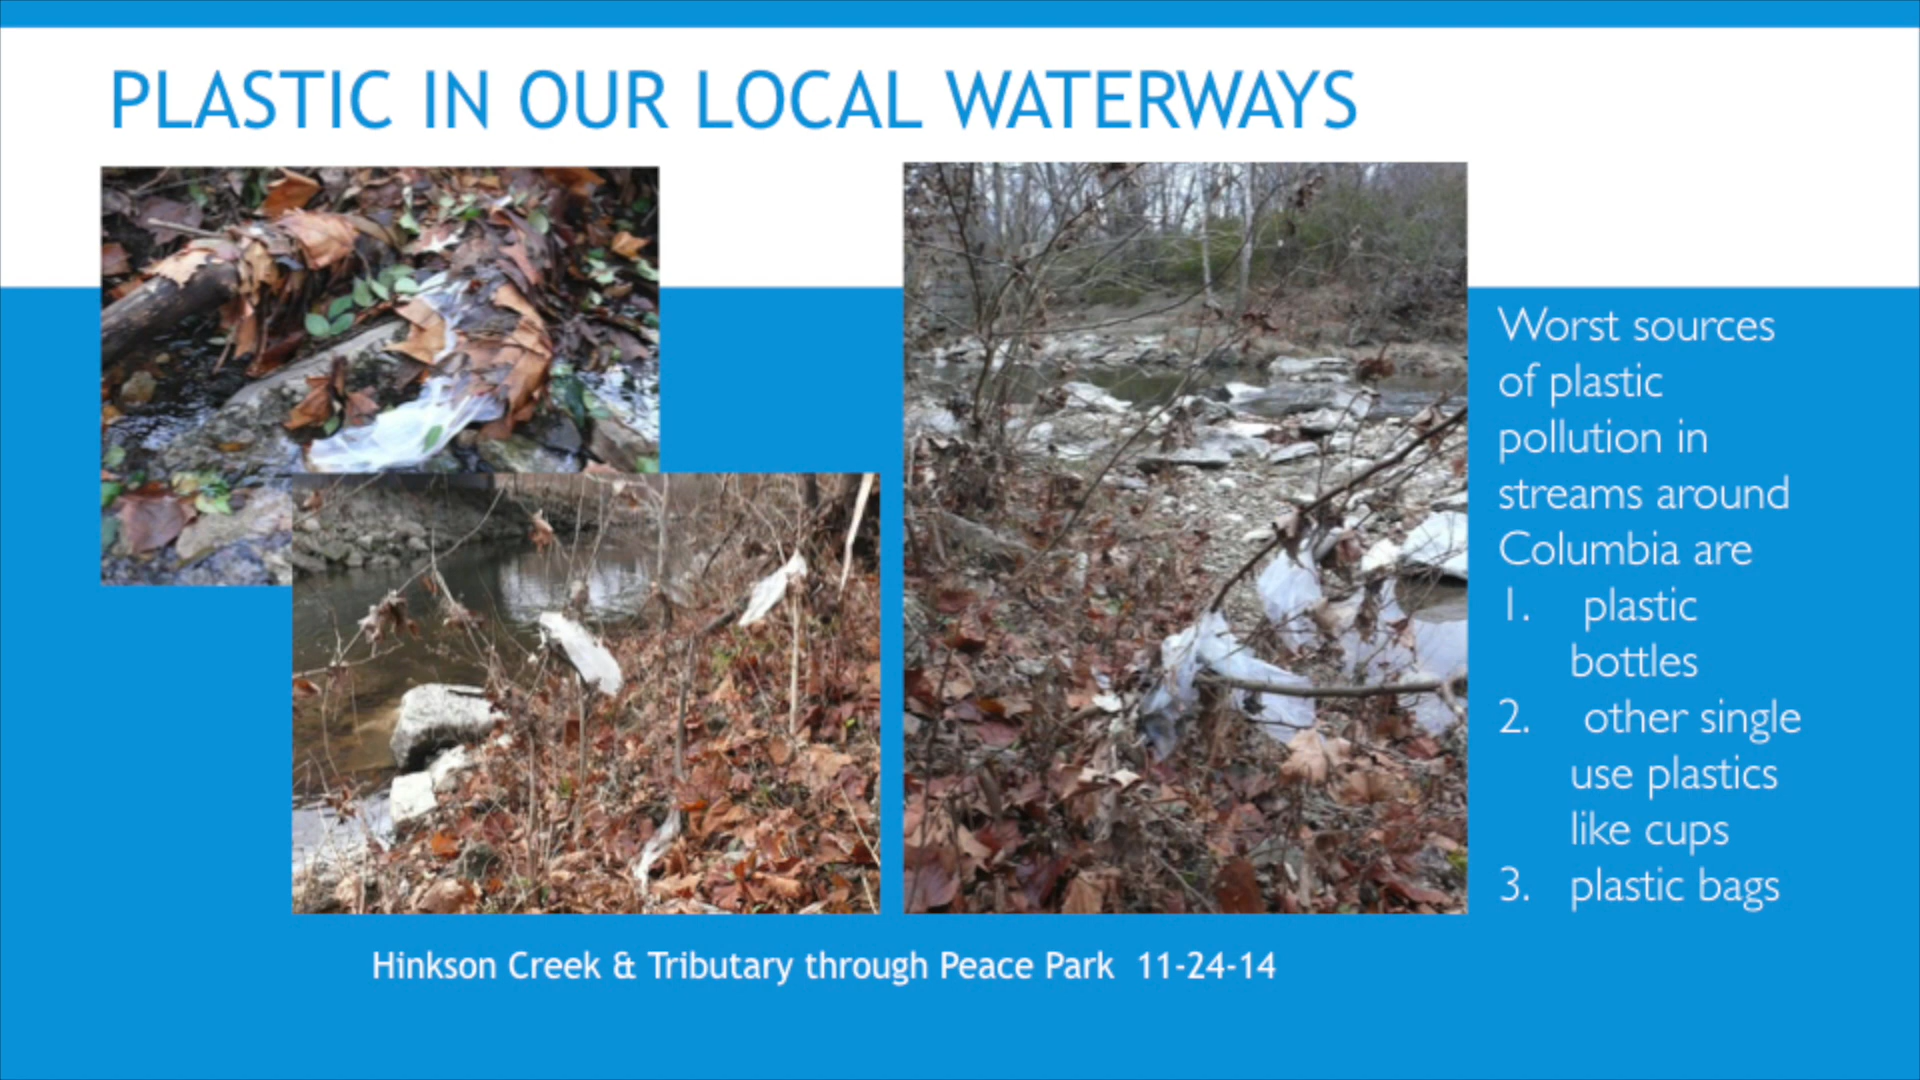 PLASTIC IN OUR LOCAL WATERWAYS
Worst sources
of plastic
pollution in
streams around
Columbia are
1. plastic
bottles
2. other single
use plastics
like cups
3. plastic bags
Hinkson Creek & Tributary through Peace Park 11-24-14